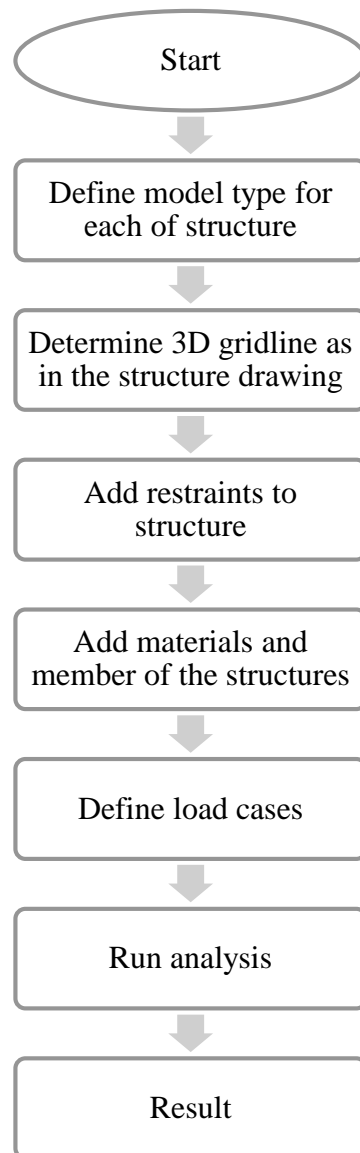 Start
Define model type for
each of structure
Determine 3D gridline as
in the structure drawing
Add restraints to
structure
Add materials and
member of the structures
Define load cases
Run analysis
Result